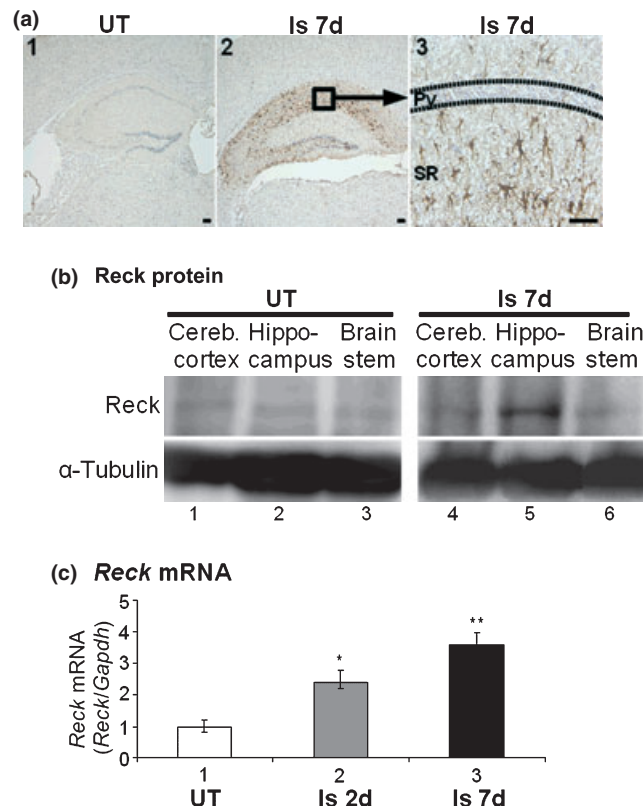 (a)
UT Is 7d Is 7d
1 2 3
Py
SR
(b) Reck protein
UT Is 7d
Cereb. Hippo- Brain Cereb. Hippo- Brain
cortex campus stem cortex campus stem
Reck
α-Tubulin
1 2 3 4 5 6
(c) Reck mRNA
Reck mRNA
(Reck/Gapdh)
5
4
3
2
1
0
* **
1 2 3
UT Is 2d Is 7d